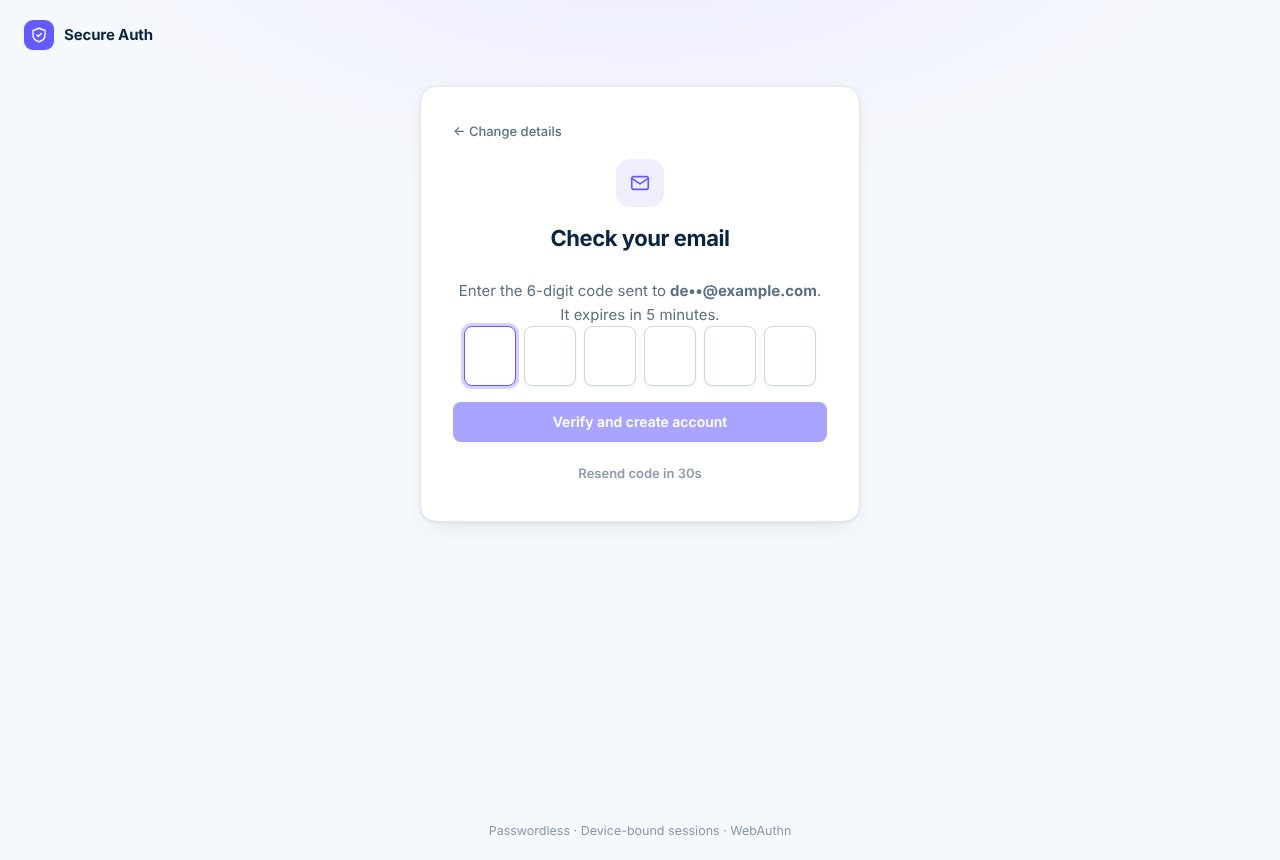 Secure Auth
← Change details
Check your email
Enter the 6-digit code sent to de••@example.com.
It expires in 5 minutes.
Verify and create account
Resend code in 30s
Passwordless · Device-bound sessions · WebAuthn